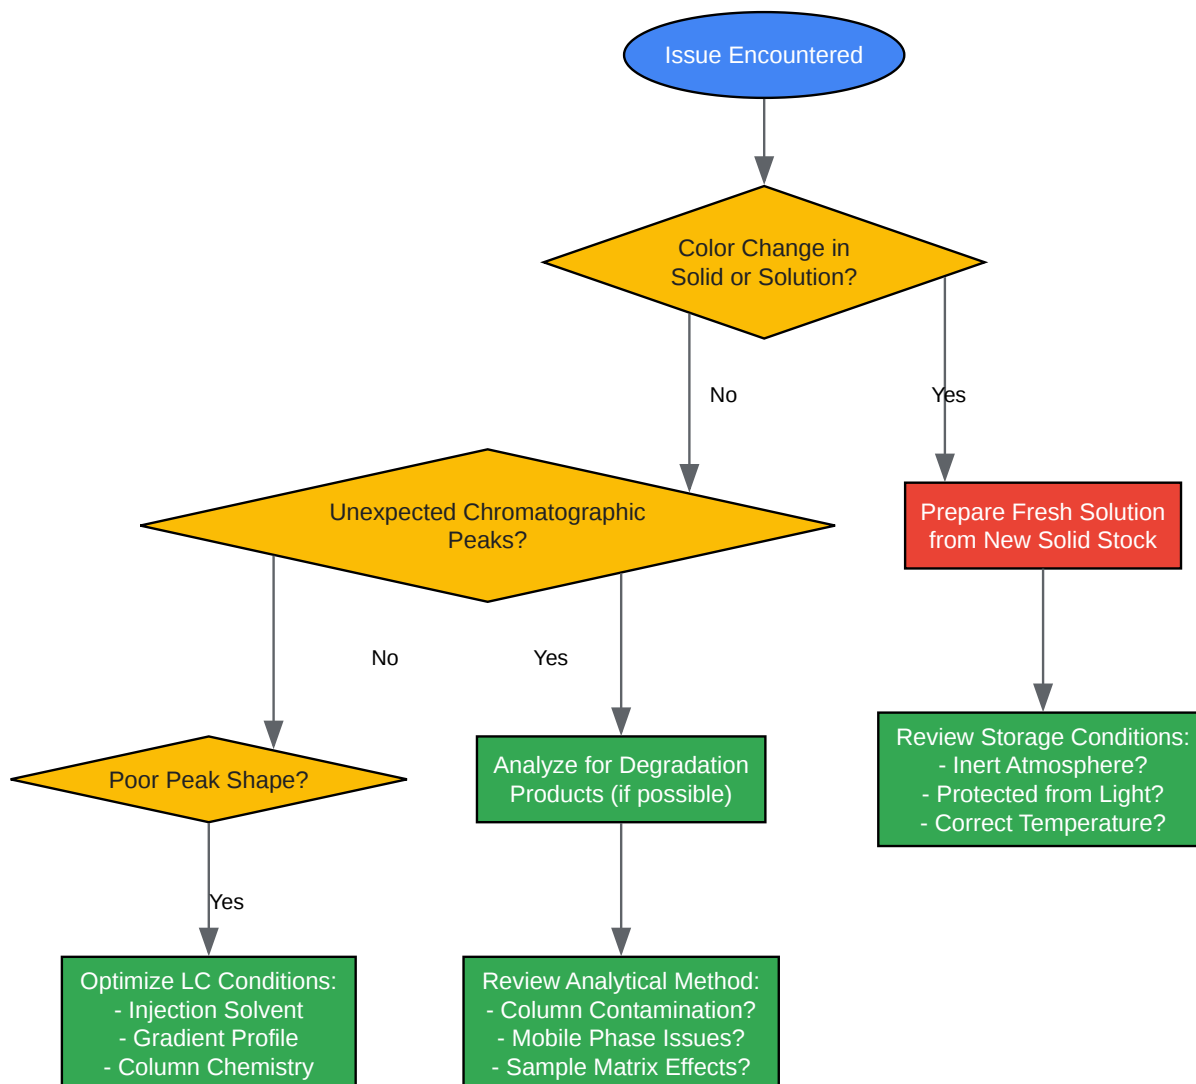 Issue Encountered
Color Change in
Solid or Solution?
No
Yes
Unexpected Chromatographic
Peaks?
Prepare Fresh Solution
from New Solid Stock
No
Yes
Poor Peak Shape?
Analyze for Degradation
Products (if possible)
Review Storage Conditions:
- Inert Atmosphere?
- Protected from Light?
- Correct Temperature?
Yes
Optimize LC Conditions:
- Injection Solvent
- Gradient Profile
- Column Chemistry
Review Analytical Method:
- Column Contamination?
- Mobile Phase Issues?
- Sample Matrix Effects?